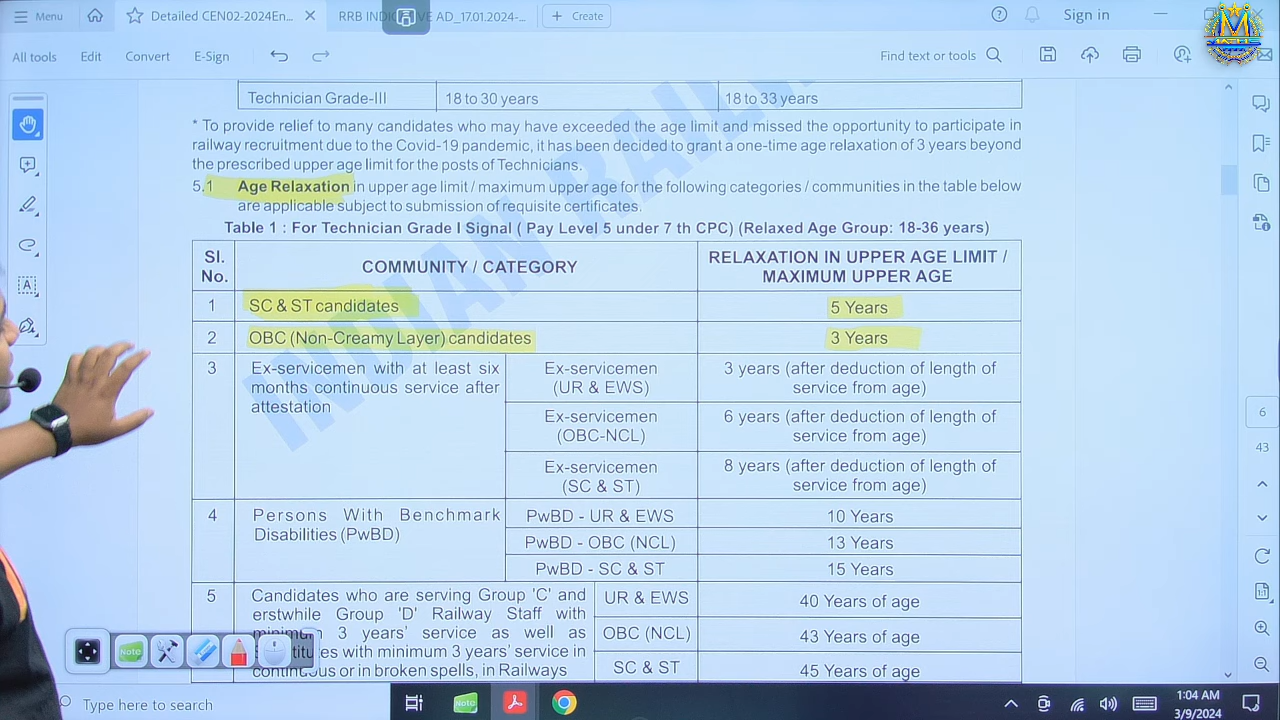 Menu
Detailed CEN02-2024En...
RRB INDIC
VE AD_17.01.2024-...
Create
Sign in
All tools
Edit
Convert
E-Sign
Find text or tools
MATHS
Technician Grade-III 18 to 30 years 18 to 33 years
* To provide relief to many candidates who may have exceeded the age limit and missed the opportunity to participate in
railway recruitment due to the Covid-19 pandemic, it has been decided to grant a one-time age relaxation of 3 years beyond
the prescribed upper age limit for the posts of Technicians.
5.1 Age Relaxation in upper age limit / maximum upper age for the following categories / communities in the table below
are applicable subject to submission of requisite certificates.
Table 1 : For Technician Grade I Signal ( Pay Level 5 under 7 th CPC) (Relaxed Age Group: 18-36 years)
Sl. No. COMMUNITY / CATEGORY RELAXATION IN UPPER AGE LIMIT / MAXIMUM UPPER AGE
1 SC & ST candidates 5 Years
2 OBC (Non-Creamy Layer) candidates 3 Years
3 Ex-servicemen with at least six
months continuous service after
attestation
Ex-servicemen (UR & EWS)
3 years (after deduction of length of
service from age)
Ex-servicemen (OBC-NCL)
6 years (after deduction of length of
service from age)
Ex-servicemen (SC & ST)
8 years (after deduction of length of
service from age)
4 Persons With Benchmark
Disabilities (PwBD)
PwBD - UR & EWS 10 Years
PwBD - OBC (NCL) 13 Years
PwBD - SC & ST 15 Years
5 Candidates who are serving Group 'C' and
erstwhile Group 'D' Railway Staff with
minimum 3 years' service as well as
tes with minimum 3 years' service in
continuous or in broken spells, in Railways
UR & EWS 40 Years of age
OBC (NCL) 43 Years of age
SC & ST 45 Years of age
INDIAN RAILW
6
43
Note
Type here to search
Note
1:04 AM
3/9/2024